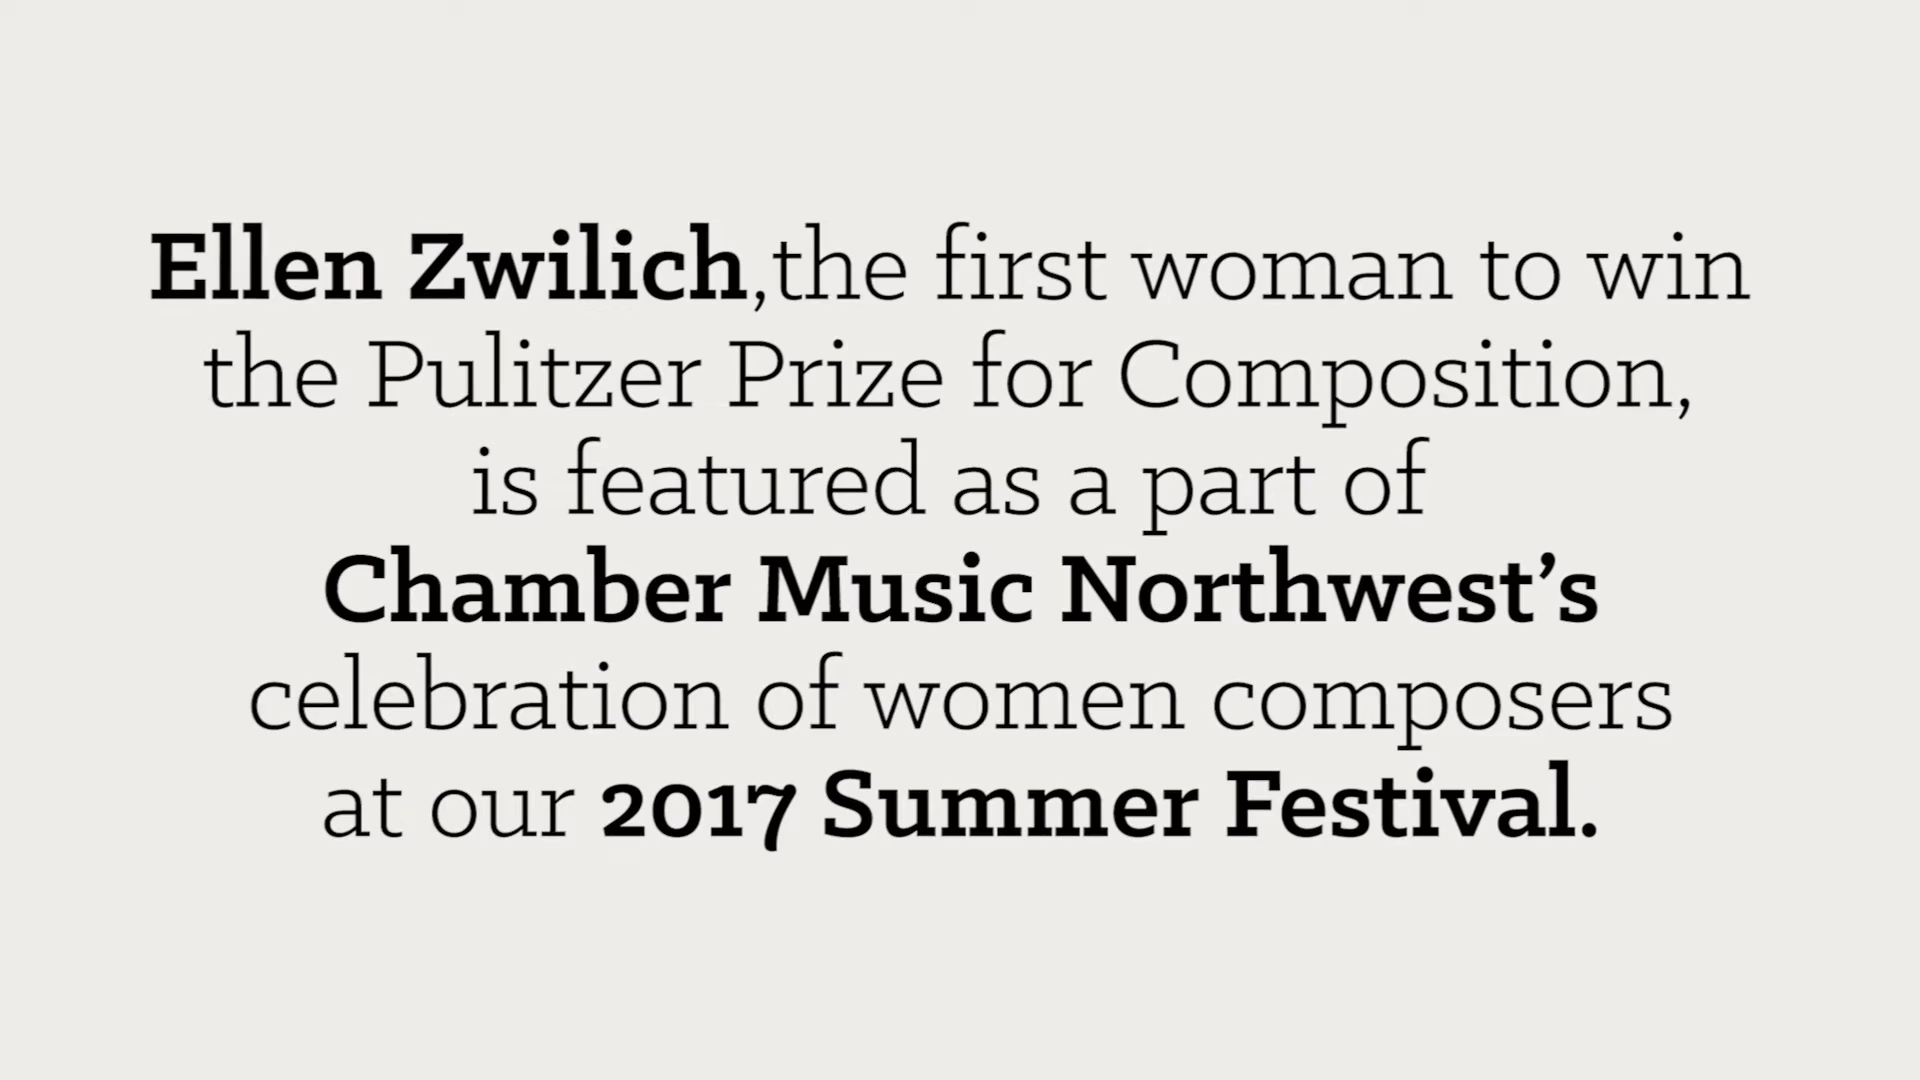 Ellen Zwilich,the first woman to win
the Pulitzer Prize for Composition,
is featured as a part of
Chamber Music Northwest’s
celebration of women composers
at our 2017 Summer Festival.